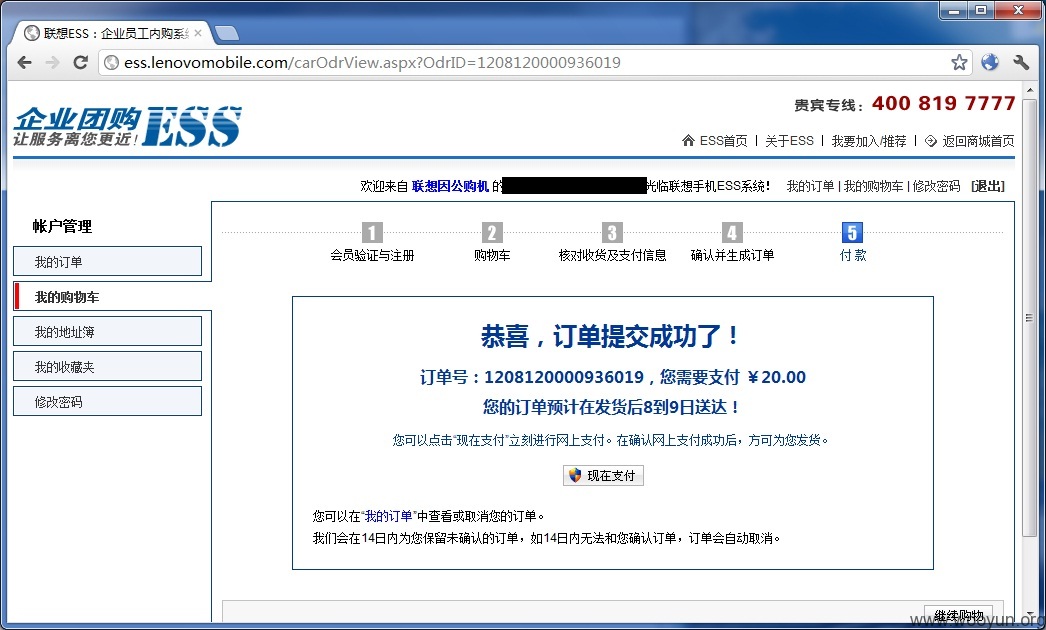 联想ESS：企业员工内购系统
ess.lenovomobile.com/carOdrView.aspx?OdrID=1208120000936019
企业团购 ESS
让服务离您更近!
贵宾专线：400 819 7777
ESS首页 | 关于ESS | 我要加入/推荐 | 返回商城首页
欢迎来自 联想因公购机 的 光临联想手机ESS系统! 我的订单 | 我的购物车 | 修改密码 [退出]
帐户管理
我的订单
我的购物车
我的地址簿
我的收藏夹
修改密码
1 2 3 4 5
会员验证与注册 购物车 核对收货及支付信息 确认并生成订单 付款
恭喜，订单提交成功了！
订单号：1208120000936019，您需要支付 ￥20.00
您的订单预计在发货后8到9日送达！
您可以点击"现在支付"立刻进行网上支付。在确认网上支付成功后，方可为您发货。
现在支付
您可以在"我的订单"中查看或取消您的订单。
我们会在14日内为您保留未确认的订单，如14日内无法和您确认订单，订单会自动取消。
继续购物
www.wooyun.org